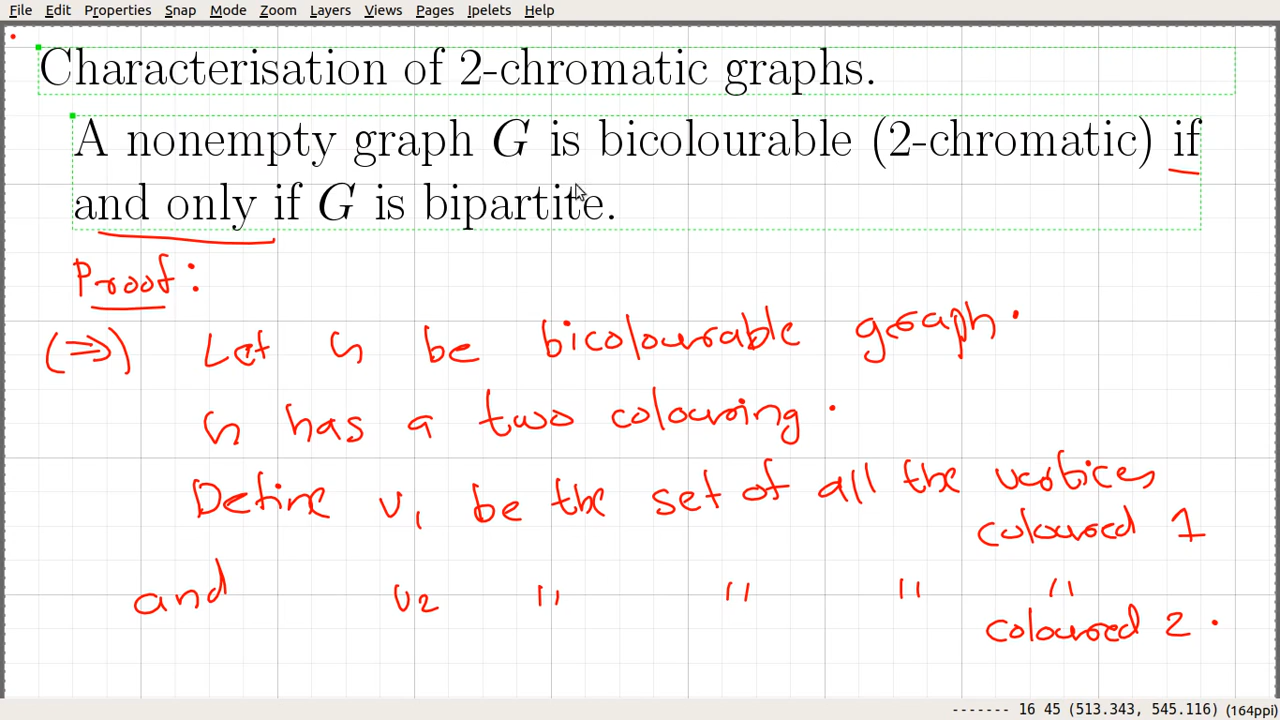 File Edit Properties Snap Mode Zoom Layers Views Pages Ipelets Help
Characterisation of 2-chromatic graphs.
A nonempty graph G is bicolourable (2-chromatic) if
and only if G is bipartite.
Proof:
(⇒) Let G be bicolourable graph.
G has a two colouring.
Define V1 be the set of all the vertices
coloured 1
and V2 " " " "
coloured 2.
------- 16 45 (513.343, 545.116) (164ppi)